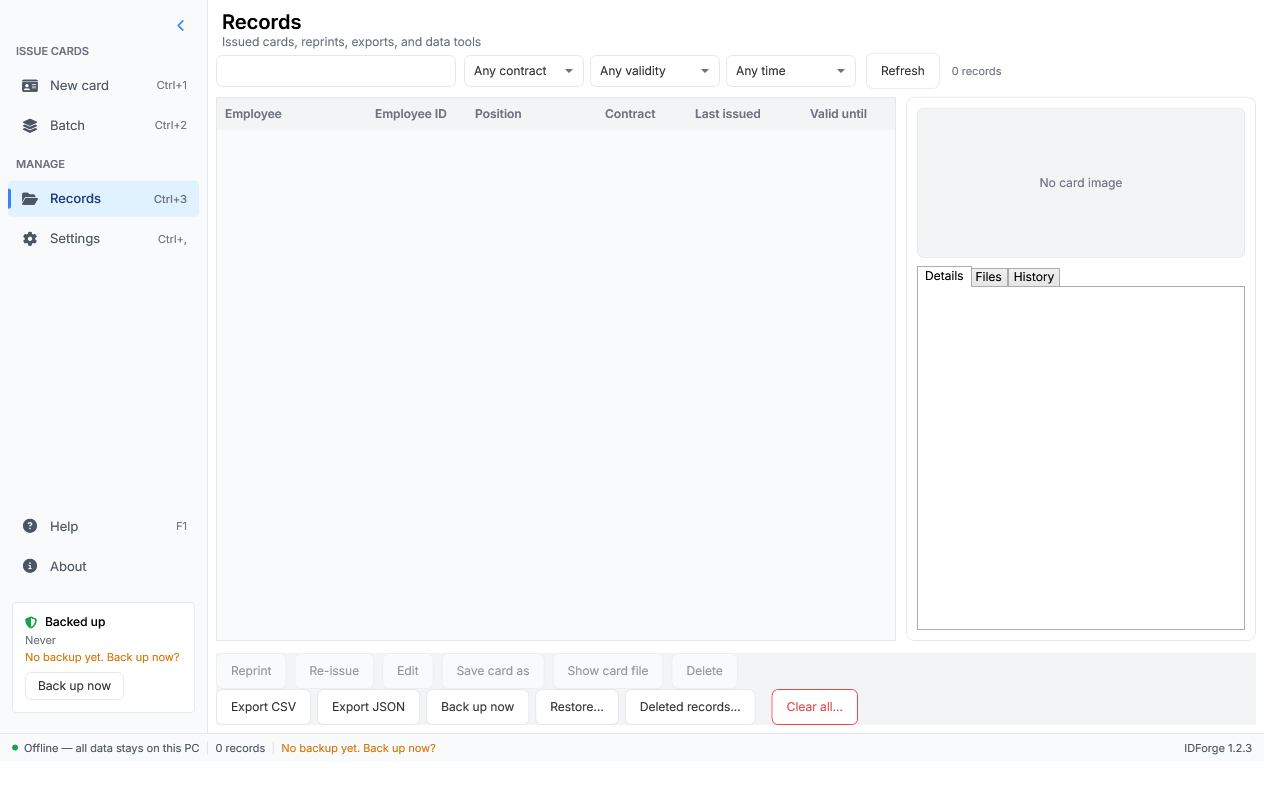 ISSUE CARDS
New card Ctrl+1
Batch Ctrl+2
MANAGE
Records Ctrl+3
Settings Ctrl+,
Help F1
About
Backed up
Never
No backup yet. Back up now?
Back up now
Records
Issued cards, reprints, exports, and data tools
Any contract Any validity Any time Refresh 0 records
Employee Employee ID Position Contract Last issued Valid until
No card image
Details Files History
Reprint Re-issue Edit Save card as Show card file Delete
Export CSV Export JSON Back up now Restore... Deleted records... Clear all...
Offline — all data stays on this PC 0 records No backup yet. Back up now? IDForge 1.2.3